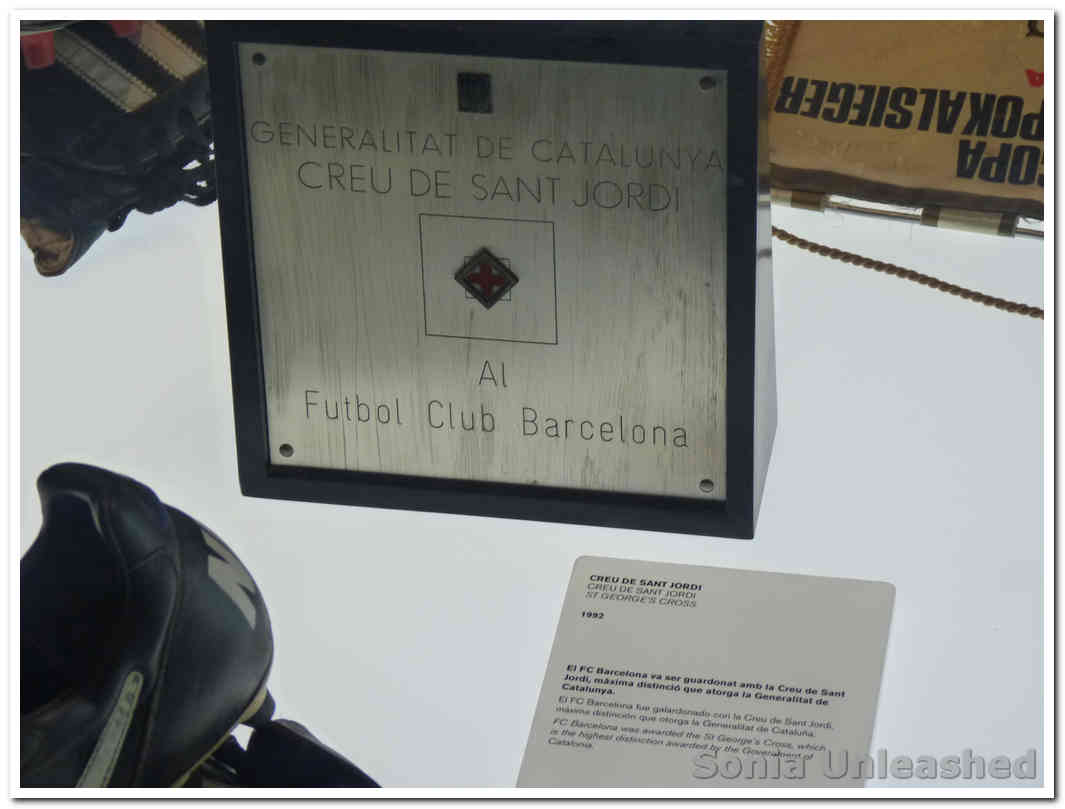 GENERALITAT DE CATALUNYA
CREU DE SANT JORDI
Al
Futbol Club Barcelona
POKALSIEGER
COPA
CREU DE SANT JORDI
CREU DE SANT JORDI
ST GEORGE'S CROSS
1992
El FC Barcelona va ser guardonat amb la Creu de Sant
Jordi, màxima distinció que atorga la Generalitat de
Catalunya.
El FC Barcelona fue galardonado con la Creu de Sant Jordi,
máxima distinción que otorga la Generalitat de Cataluña.
FC Barcelona was awarded the St George's Cross, which
is the highest distinction awarded by the Government of
Catalonia.
Sonia Unleashed